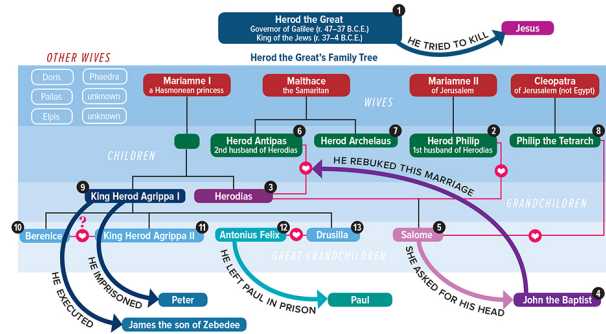 1
Herod the Great
Governor of Galilee (r. 47–37 B.C.E.)
King of the Jews (r. 37–4 B.C.E.)
HE TRIED TO KILL
Jesus
Herod the Great's Family Tree
OTHER WIVES
Doris
Phaedra
Pallas
unknown
Elpis
unknown
Mariamne I
a Hasmonean princess
Malthace
the Samaritan
Mariamne II
of Jerusalem
Cleopatra
of Jerusalem (not Egypt)
WIVES
6
Herod Antipas
2nd husband of Herodias
7
Herod Archelaus
2
Herod Philip
1st husband of Herodias
8
Philip the Tetrarch
CHILDREN
HE REBUKED THIS MARRIAGE
9
King Herod Agrippa I
3
Herodias
GRANDCHILDREN
10
Berenice
?
King Herod Agrippa II
11
Antonius Felix
12
Drusilla
13
Salome
5
GREAT GRANDCHILDREN
HE EXECUTED
HE IMPRISONED
HE LEFT PAUL IN PRISON
SHE ASKED FOR HIS HEAD
Peter
Paul
John the Baptist
4
James the son of Zebedee